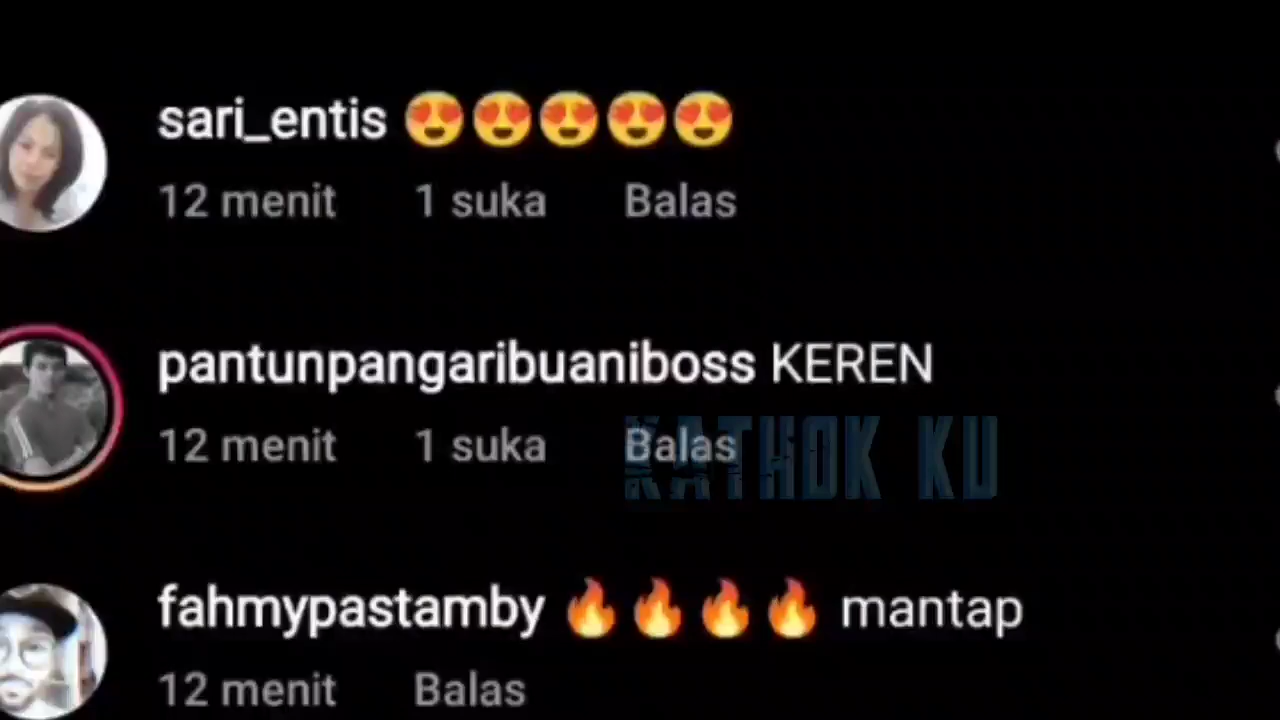 sari_entis 😍😍😍😍😍
12 menit 1 suka Balas
pantunpangaribuaniboss KEREN
12 menit 1 suka Balas
KATHOK KU
fahmypastamby 🔥🔥🔥🔥 mantap
12 menit Balas